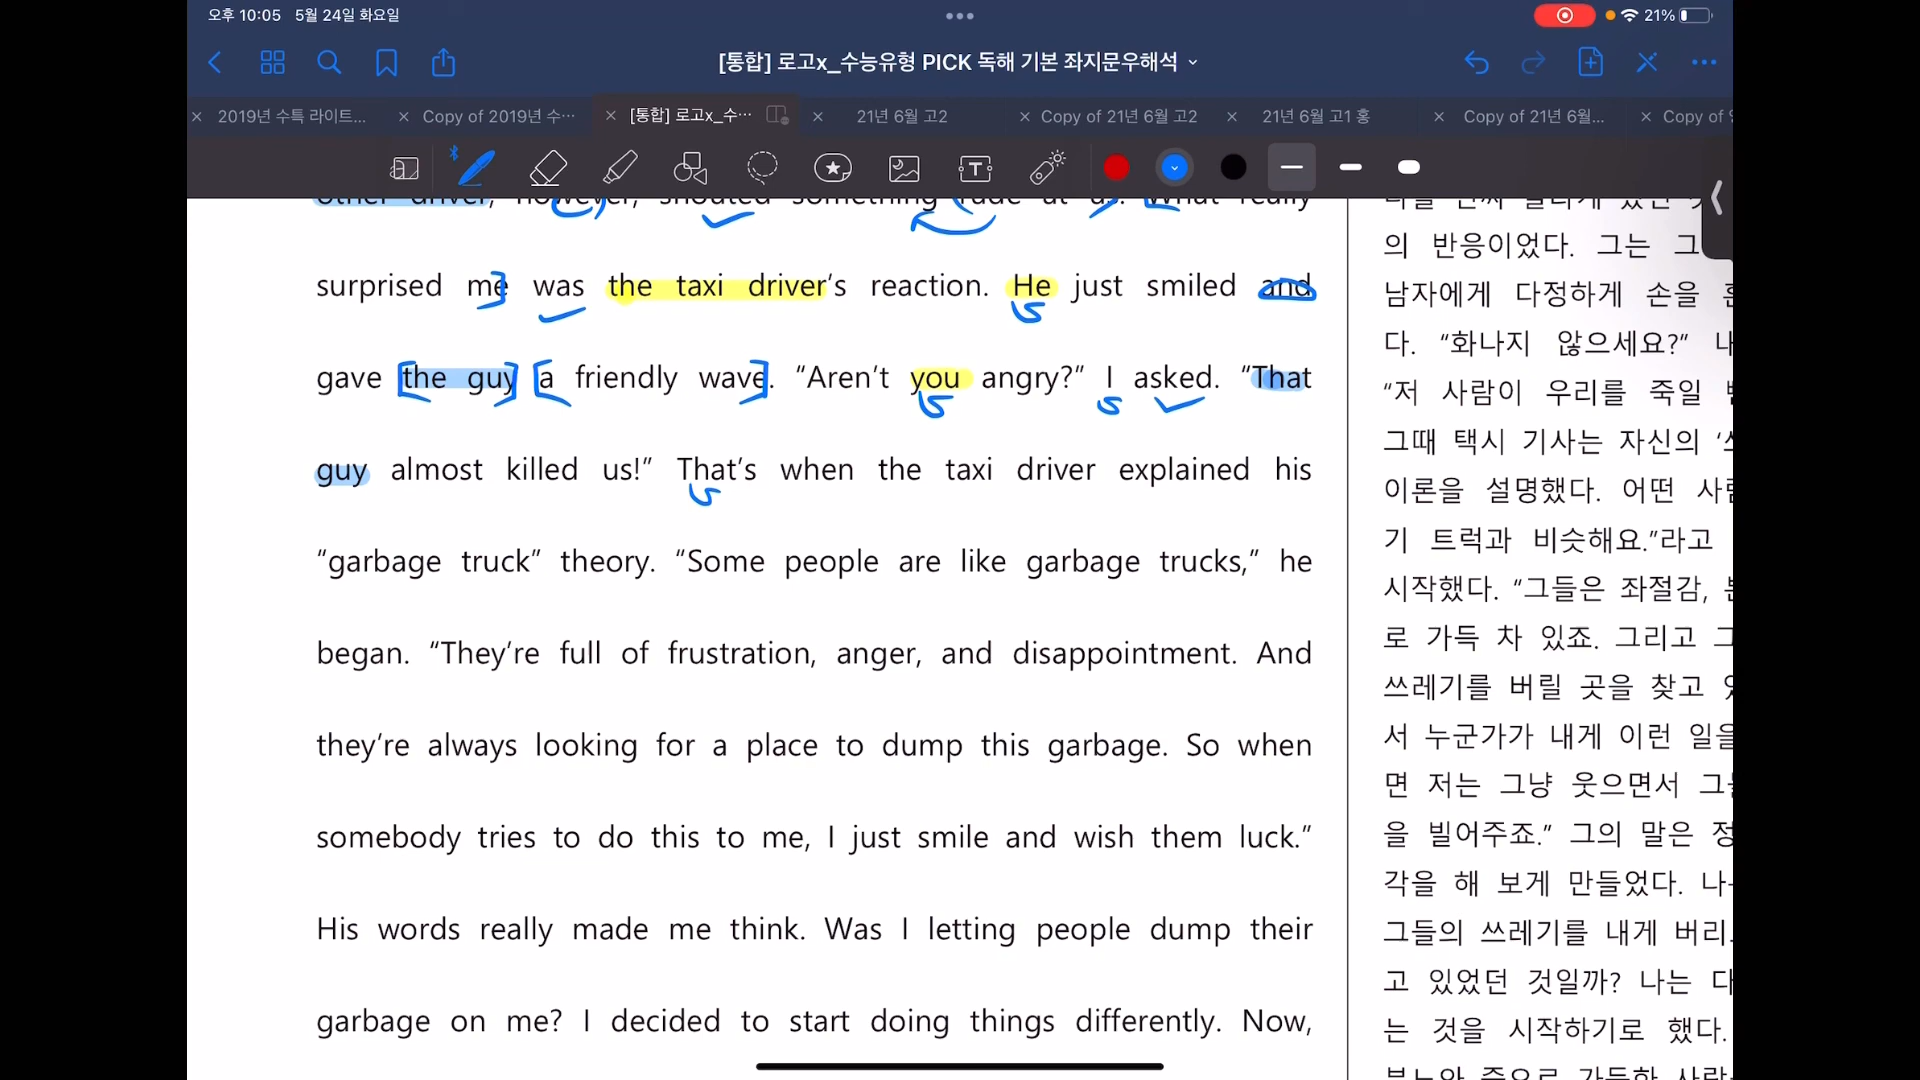 오후 10:05 5월 24일 화요일
21%
[통합] 로고x_수능유형 PICK 독해 기본 좌지문우해석
2019년 수특 라이트...
Copy of 2019년 수...
[통합] 로고x_수...
21년 6월 고2
Copy of 21년 6월 고2
21년 6월 고1 홍
Copy of 21년 6월...
Copy of
other driver, however, shouted something rude at us. What really
surprised me was the taxi driver's reaction. He just smiled and
gave the guy a friendly wave. “Aren't you angry?” I asked. “That
guy almost killed us!” That's when the taxi driver explained his
“garbage truck” theory. “Some people are like garbage trucks,” he
began. “They're full of frustration, anger, and disappointment. And
they're always looking for a place to dump this garbage. So when
somebody tries to do this to me, I just smile and wish them luck.”
His words really made me think. Was I letting people dump their
garbage on me? I decided to start doing things differently. Now,
의 반응이었다. 그는 그
남자에게 다정하게 손을
다. “화나지 않으세요?”
“저 사람이 우리를 죽일
그때 택시 기사는 자신의
이론을 설명했다. 어떤
기 트럭과 비슷해요.”라고
시작했다. “그들은 좌절감,
로 가득 차 있죠. 그리고
쓰레기를 버릴 곳을 찾고
서 누군가가 내게 이런 일을
면 저는 그냥 웃으면서
을 빌어주죠.” 그의 말은
각을 해 보게 만들었다.
그들의 쓰레기를 내게 버리
고 있었던 것일까? 나는
는 것을 시작하기로 했다.